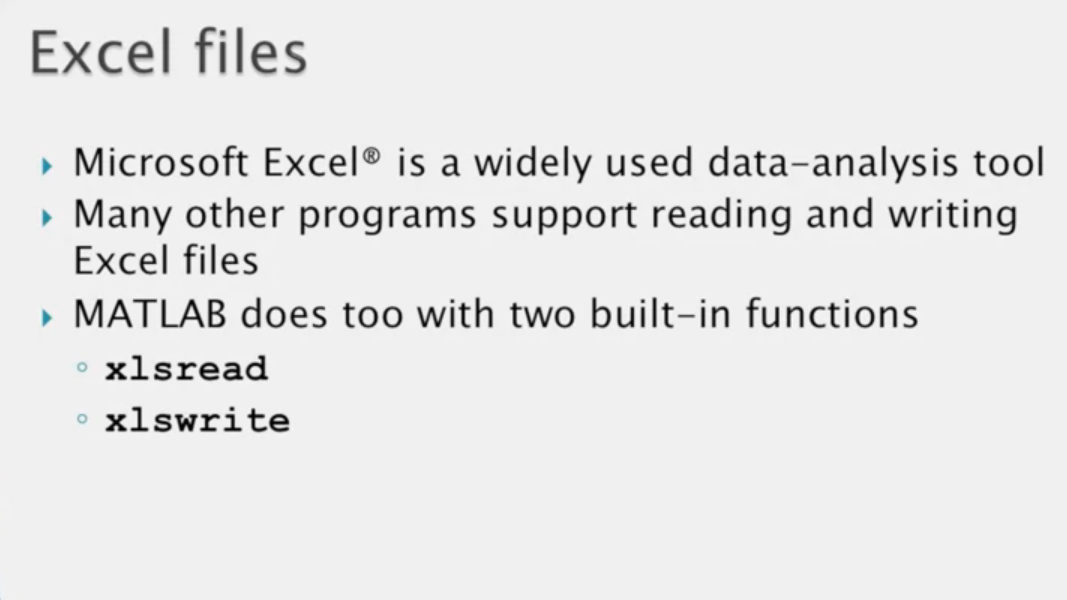 Excel files
Microsoft Excel® is a widely used data-analysis tool
Many other programs support reading and writing
Excel files
MATLAB does too with two built-in functions
xlsread
xlswrite